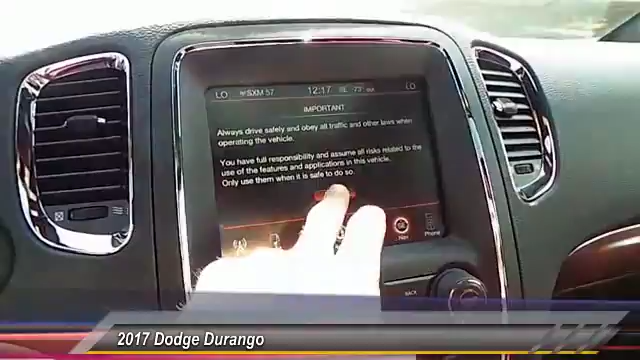 LO SXM 57 12:17 SE 73° LO
IMPORTANT
Always drive safely and obey all traffic and other laws when
operating the vehicle.
You have full responsibility and assume all risks related to the
use of the features and applications in this vehicle.
Only use them when it is safe to do so.
Nav
Phone
BACK
2017 Dodge Durango